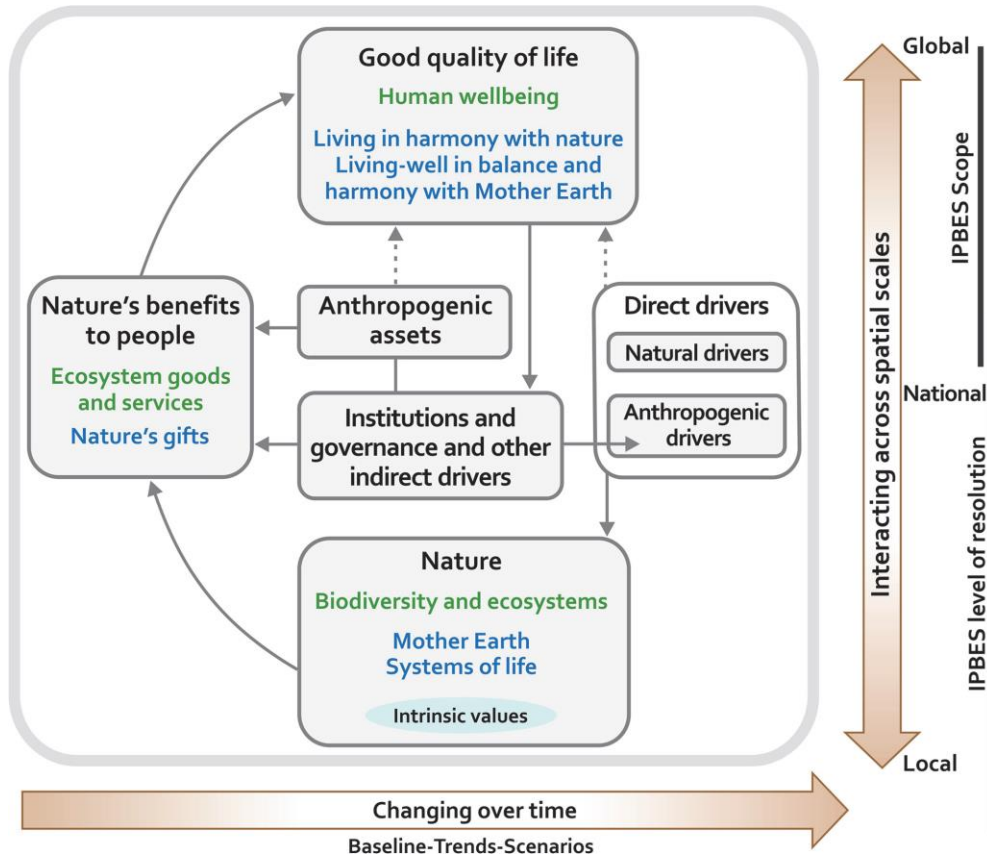 Good quality of life
Human wellbeing
Living in harmony with nature
Living-well in balance and
harmony with Mother Earth
Nature's benefits
to people
Ecosystem goods
and services
Nature's gifts
Anthropogenic
assets
Institutions and
governance and other
indirect drivers
Direct drivers
Natural drivers
Anthropogenic
drivers
Nature
Biodiversity and ecosystems
Mother Earth
Systems of life
Intrinsic values
Changing over time
Baseline-Trends-Scenarios
Interacting across spatial scales
Global
National
Local
IPBES Scope
IPBES level of resolution